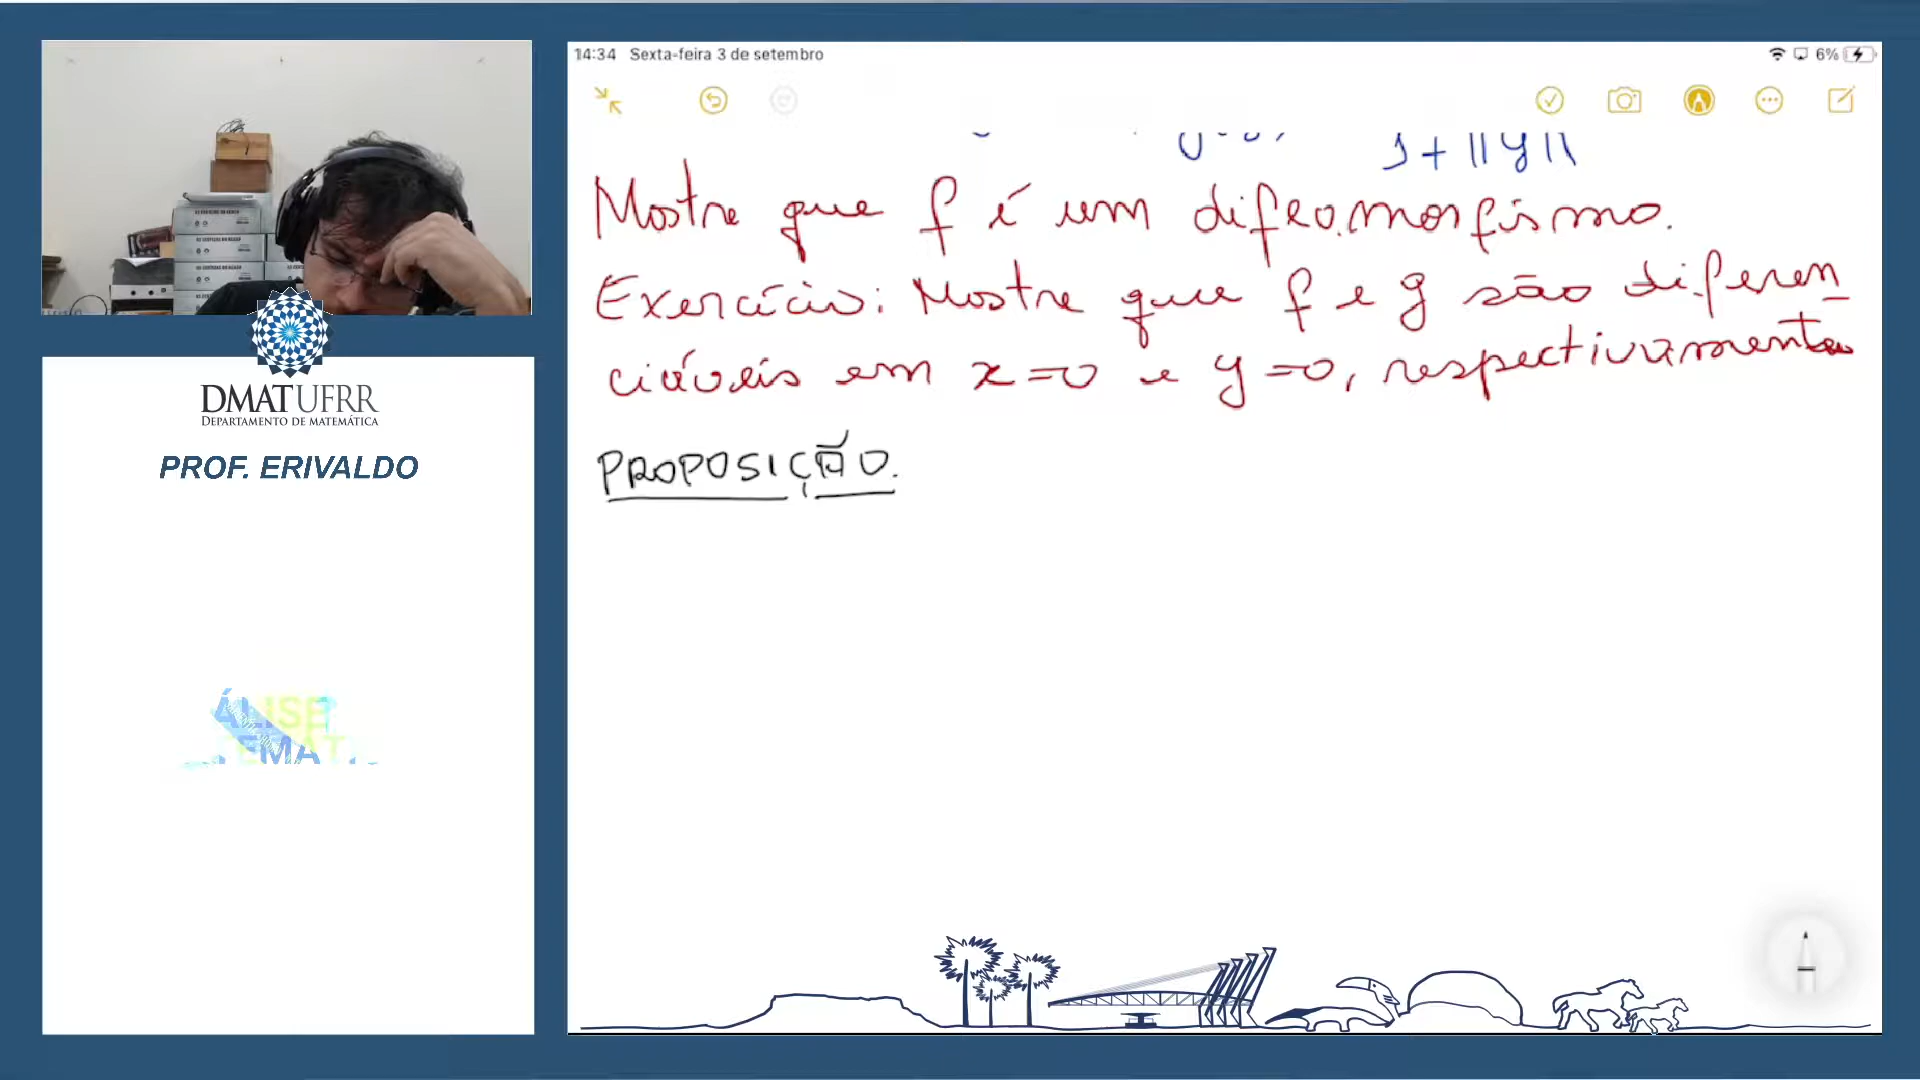 14:34 Sexta-feira 3 de setembro
6%
1+||y||
Mostre que f é um difeomorfismo.
Exercício: Mostre que f e g são diferen
ciáveis em x=0 e y=0, respectivamente
PROPOSIÇÃO.
DMATUFRR
DEPARTAMENTO DE MATEMÁTICA
PROF. ERIVALDO